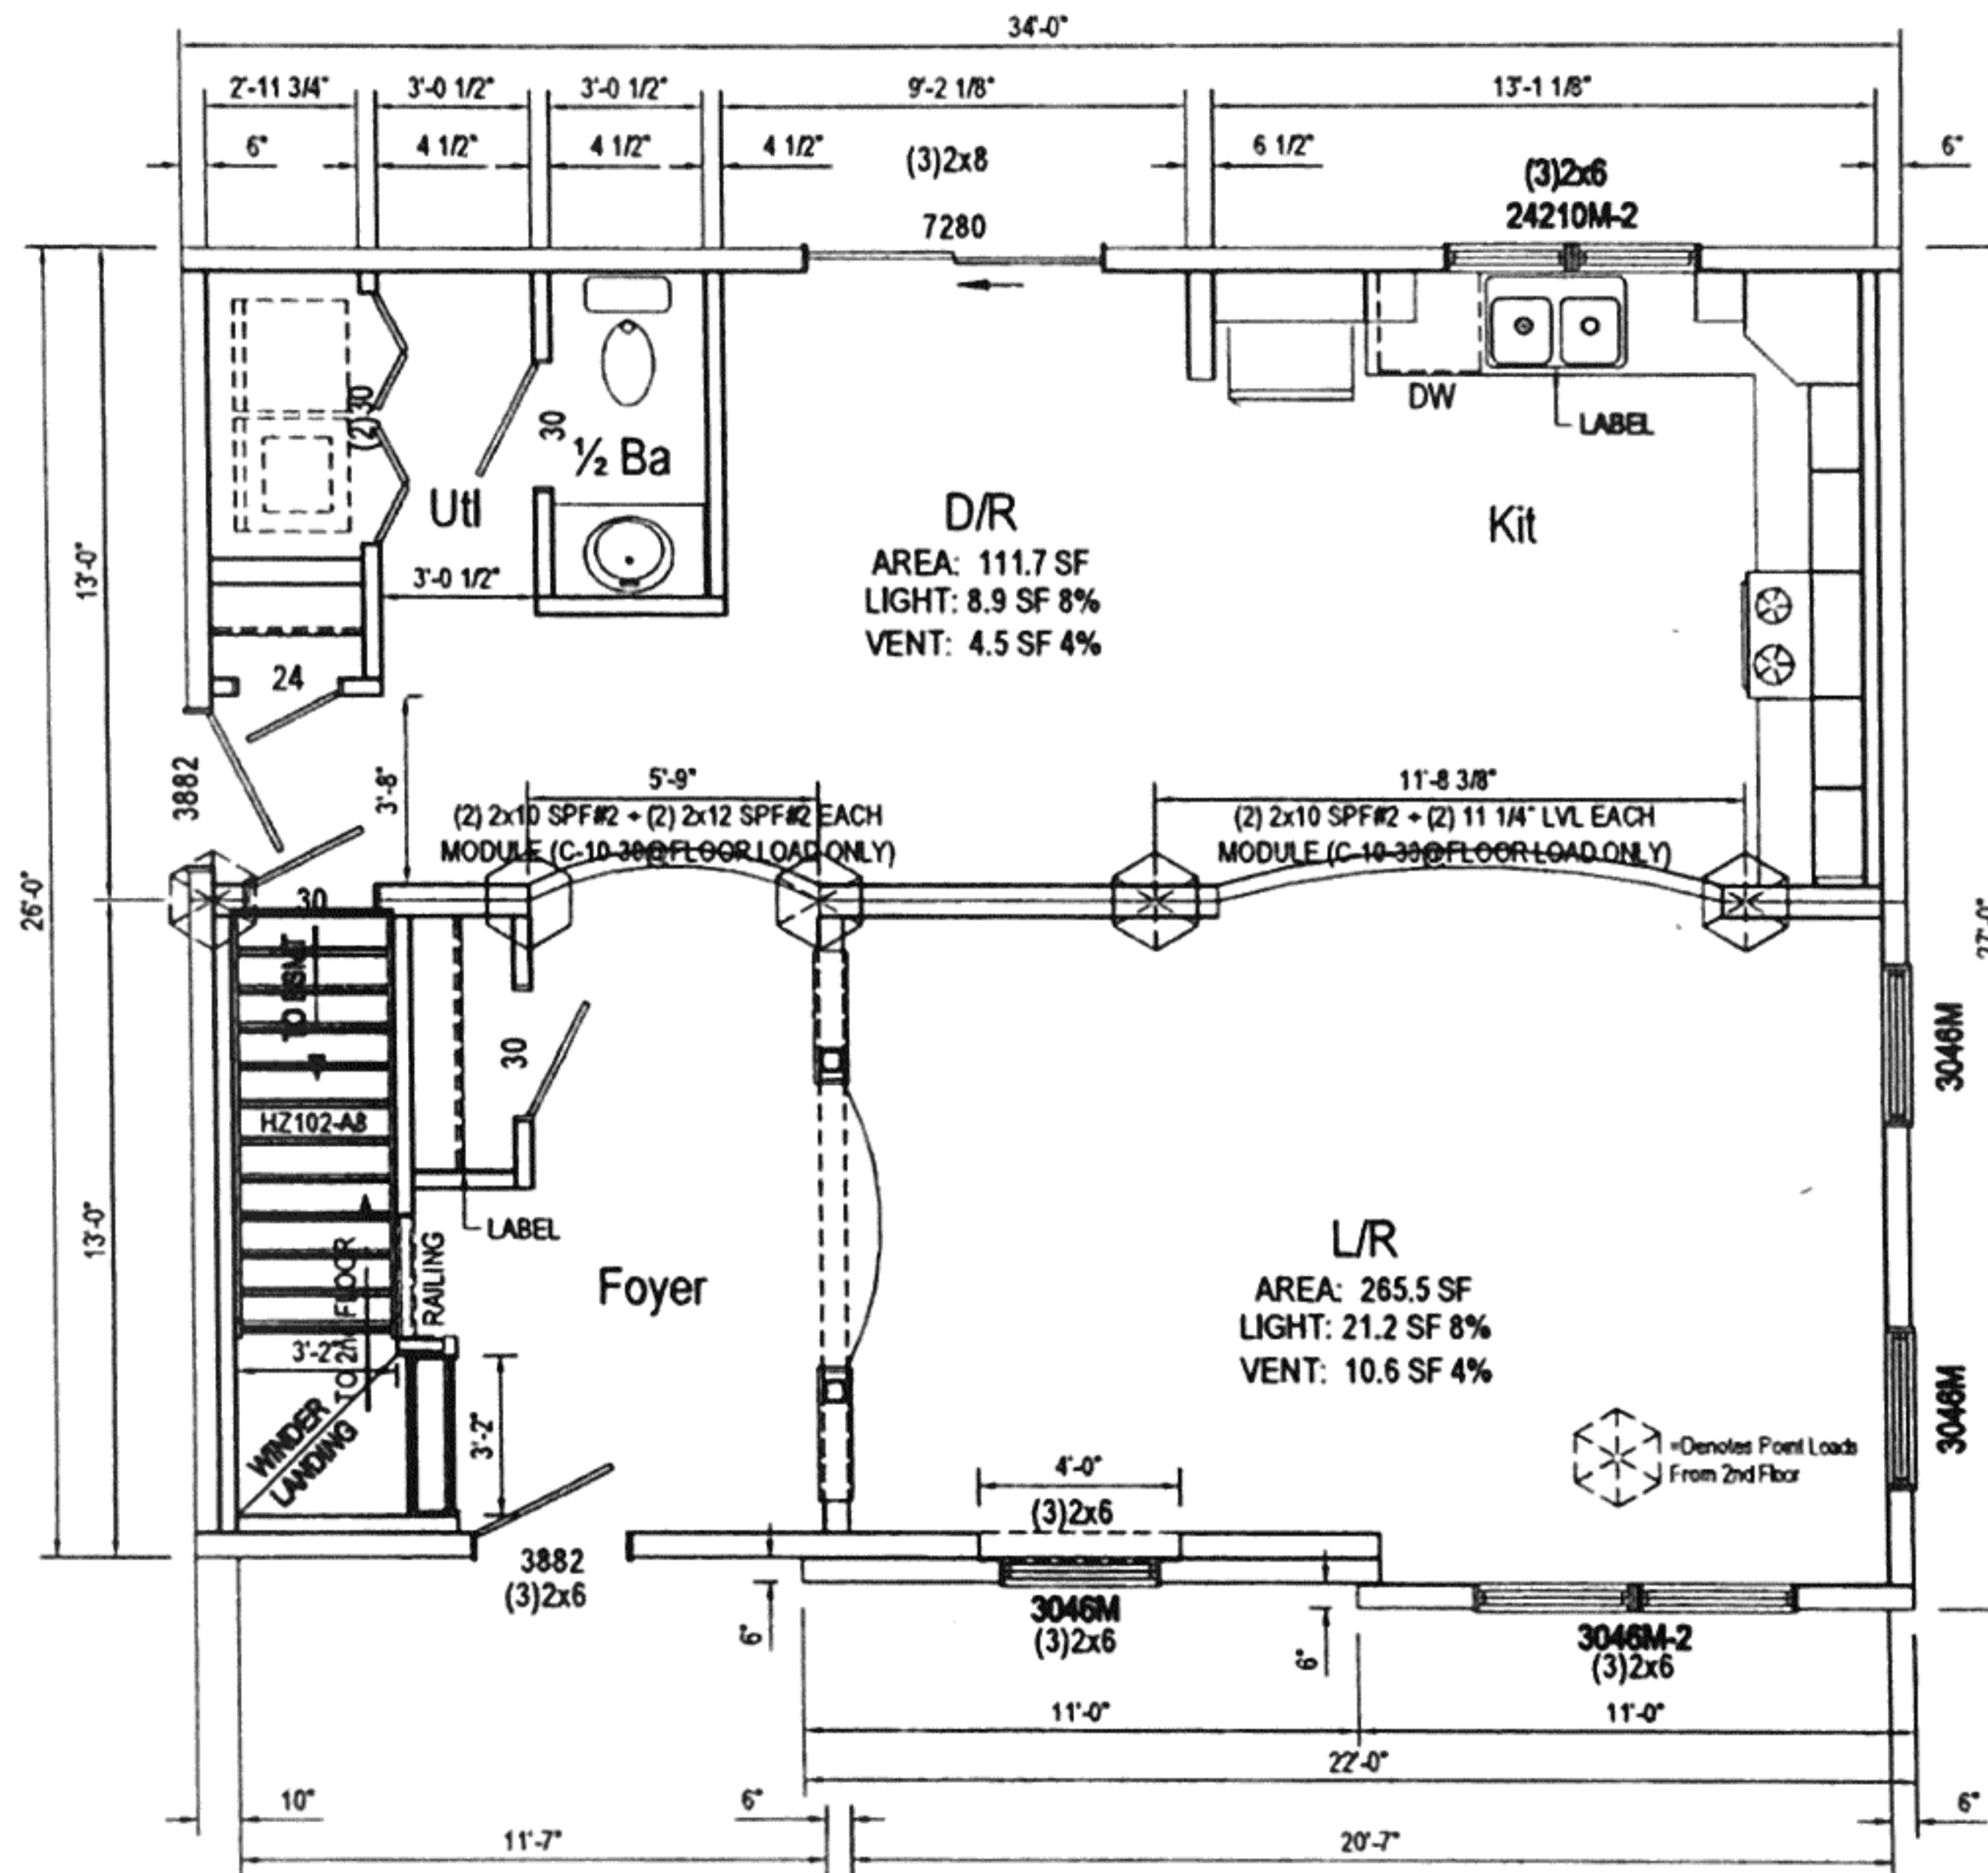 34'-0"
2'-11 3/4"
3'-0 1/2"
3'-0 1/2"
9'-2 1/8"
13'-1 1/8"
6"
4 1/2"
4 1/2"
4 1/2"
(3)2x8
6 1/2"
(3)2x6
6"
24210M-2
7280
(2)30
30
½ Ba
DW
LABEL
Utl
D/R
Kit
AREA: 111.7 SF
LIGHT: 8.9 SF 8%
VENT: 4.5 SF 4%
13'-0"
3'-0 1/2"
24
3882
3'-8"
5'-9"
11'-8 3/8"
(2) 2x10 SPF#2 + (2) 2x12 SPF#2 EACH
MODULE (C-10-30@FLOOR LOAD ONLY)
(2) 2x10 SPF#2 + (2) 11 1/4" LVL EACH
MODULE (C-10-30@FLOOR LOAD ONLY)
26'-0"
30
27'-0"
TO BSMT
30
3046M
HZ102-A8
13'-0"
LABEL
RAILING
TO 2ND FLOOR
Foyer
L/R
AREA: 265.5 SF
LIGHT: 21.2 SF 8%
VENT: 10.6 SF 4%
3'-2"
WINDER
LANDING
3'-2"
3046M
=Denotes Point Loads
From 2nd Floor
4'-0"
(3)2x6
3882
(3)2x6
6"
3046M
(3)2x6
6"
3046M-2
(3)2x6
11'-0"
11'-0"
22'-0"
10"
6"
6"
11'-7"
20'-7"